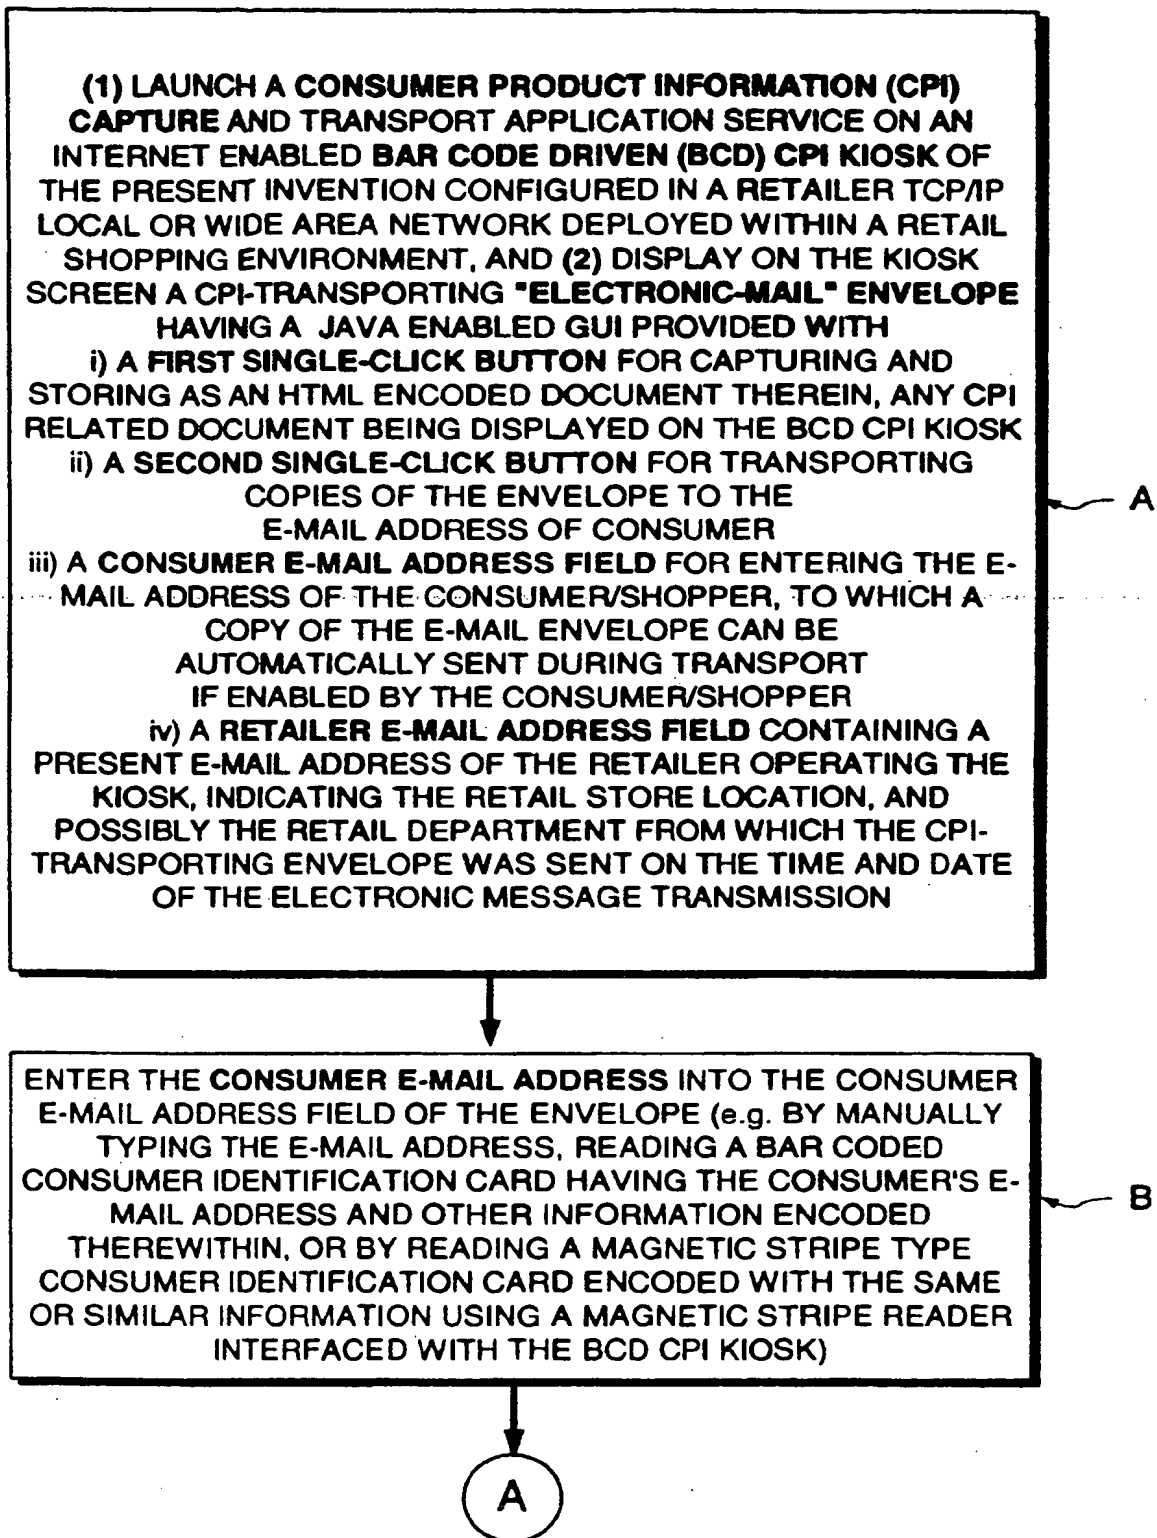 (1) LAUNCH A CONSUMER PRODUCT INFORMATION (CPI)
CAPTURE AND TRANSPORT APPLICATION SERVICE ON AN
INTERNET ENABLED BAR CODE DRIVEN (BCD) CPI KIOSK OF
THE PRESENT INVENTION CONFIGURED IN A RETAILER TCP/IP
LOCAL OR WIDE AREA NETWORK DEPLOYED WITHIN A RETAIL
SHOPPING ENVIRONMENT, AND (2) DISPLAY ON THE KIOSK
SCREEN A CPI-TRANSPORTING "ELECTRONIC-MAIL" ENVELOPE
HAVING A JAVA ENABLED GUI PROVIDED WITH
i) A FIRST SINGLE-CLICK BUTTON FOR CAPTURING AND
STORING AS AN HTML ENCODED DOCUMENT THEREIN, ANY CPI
RELATED DOCUMENT BEING DISPLAYED ON THE BCD CPI KIOSK
ii) A SECOND SINGLE-CLICK BUTTON FOR TRANSPORTING
COPIES OF THE ENVELOPE TO THE
E-MAIL ADDRESS OF CONSUMER
iii) A CONSUMER E-MAIL ADDRESS FIELD FOR ENTERING THE E-
MAIL ADDRESS OF THE CONSUMER/SHOPPER, TO WHICH A
COPY OF THE E-MAIL ENVELOPE CAN BE
AUTOMATICALLY SENT DURING TRANSPORT
IF ENABLED BY THE CONSUMER/SHOPPER
iv) A RETAILER E-MAIL ADDRESS FIELD CONTAINING A
PRESENT E-MAIL ADDRESS OF THE RETAILER OPERATING THE
KIOSK, INDICATING THE RETAIL STORE LOCATION, AND
POSSIBLY THE RETAIL DEPARTMENT FROM WHICH THE CPI-
TRANSPORTING ENVELOPE WAS SENT ON THE TIME AND DATE
OF THE ELECTRONIC MESSAGE TRANSMISSION
A
ENTER THE CONSUMER E-MAIL ADDRESS INTO THE CONSUMER
E-MAIL ADDRESS FIELD OF THE ENVELOPE (e.g. BY MANUALLY
TYPING THE E-MAIL ADDRESS, READING A BAR CODED
CONSUMER IDENTIFICATION CARD HAVING THE CONSUMER'S E-
MAIL ADDRESS AND OTHER INFORMATION ENCODED
THEREWITHIN, OR BY READING A MAGNETIC STRIPE TYPE
CONSUMER IDENTIFICATION CARD ENCODED WITH THE SAME
OR SIMILAR INFORMATION USING A MAGNETIC STRIPE READER
INTERFACED WITH THE BCD CPI KIOSK)
B
A